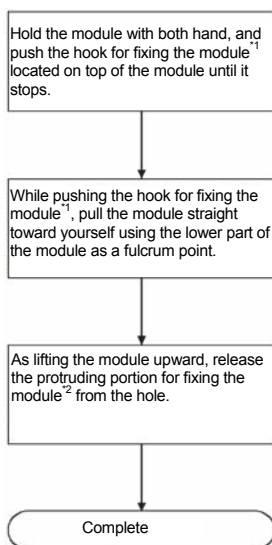 Hold the module with both hand, and
push the hook for fixing the module*1
located on top of the module until it
stops.
While pushing the hook for fixing the
module*1, pull the module straight
toward yourself using the lower part of
the module as a fulcrum point.
As lifting the module upward, release
the protruding portion for fixing the
module*2 from the hole.
Complete